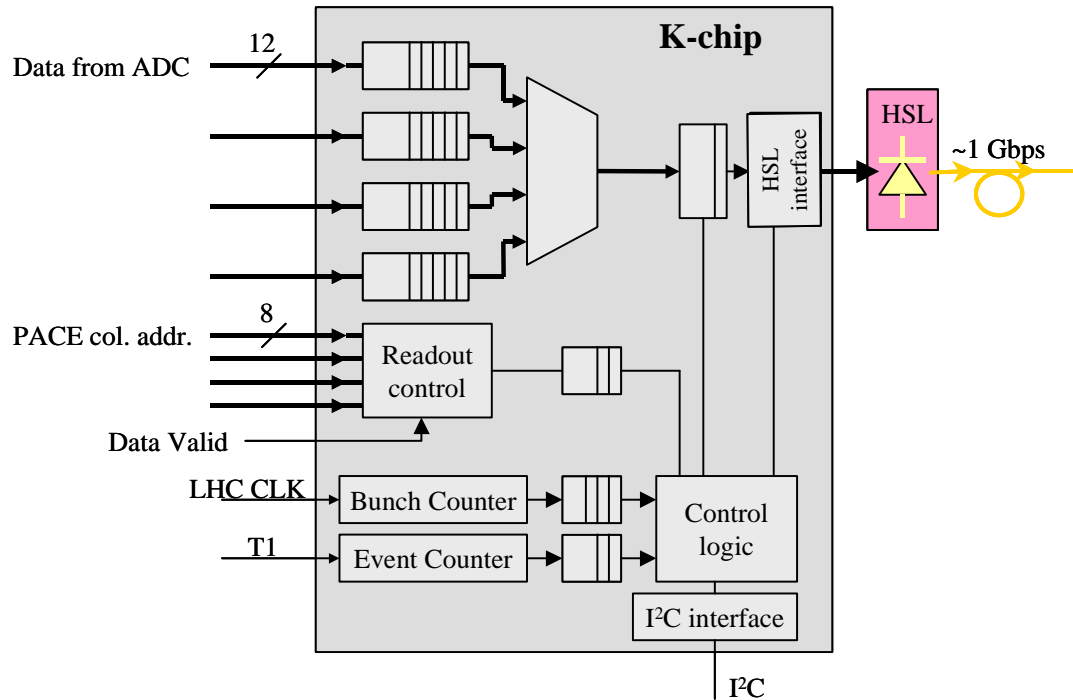 K-chip
12
Data from ADC
HSL
~1 Gbps
HSL
interface
8
PACE col. addr.
Readout
control
Data Valid
LHC CLK
Bunch Counter
Control
logic
T1
Event Counter
I²C interface
I²C